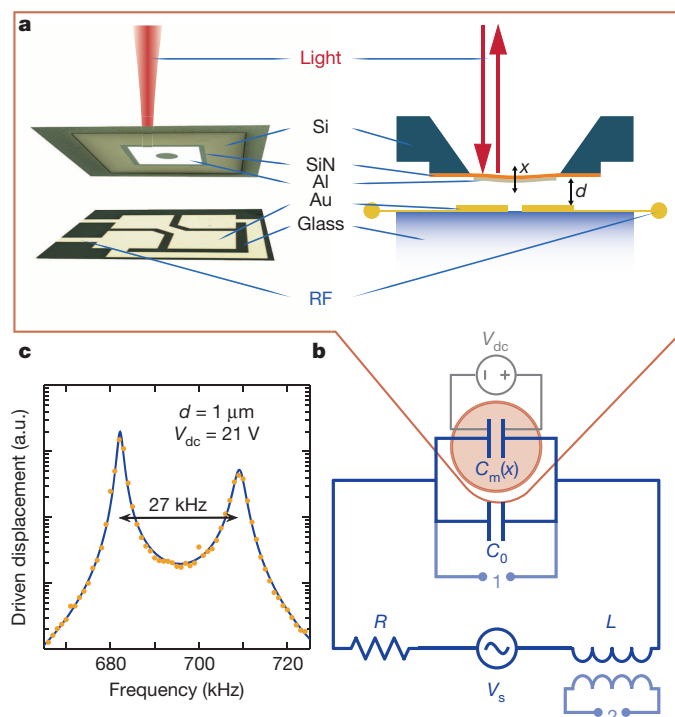 a
Light
Si
SiN
Al
Au
Glass
RF
x
d
c
d = 1 μm
V_dc = 21 V
27 kHz
Driven displacement (a.u.)
680
700
720
Frequency (kHz)
b
V_dc
C_m(x)
C_0
1
R
V_s
L
2